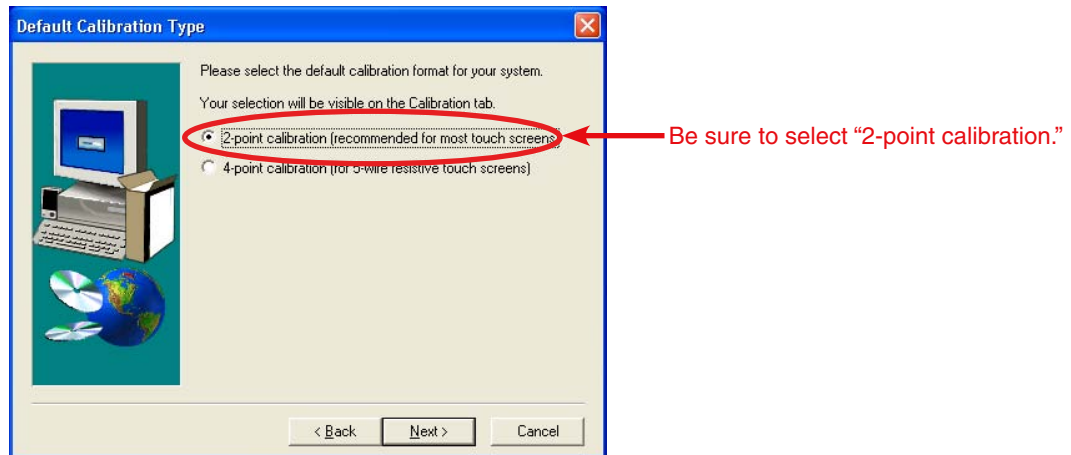 Default Calibration Type
Please select the default calibration format for your system.
Your selection will be visible on the Calibration tab.
2-point calibration (recommended for most touch screens)
Be sure to select “2-point calibration.”
4-point calibration (for 5-wire resistive touch screens)
< Back
Next >
Cancel